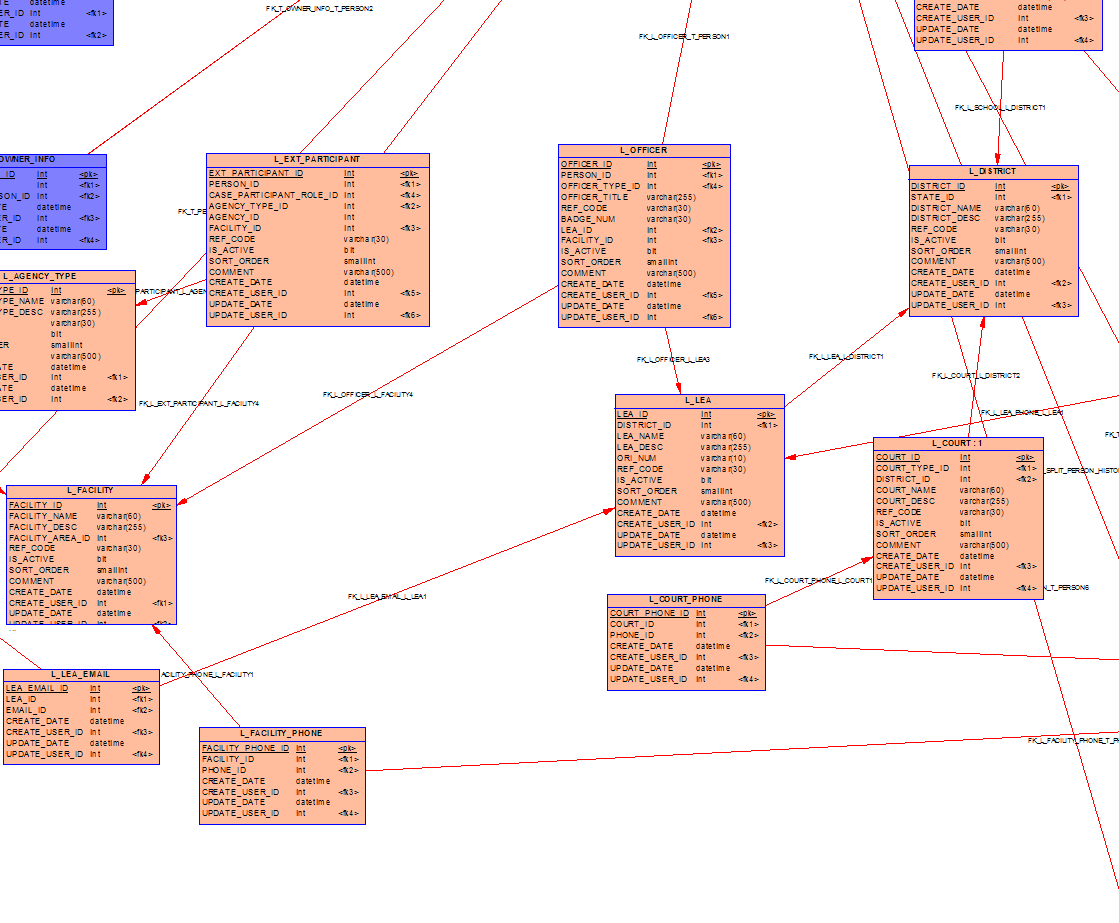 datetime
ER_ID int <fk1>
TE datetime
ER_ID int <fk2>
FK_T_OWNER_INFO_T_PERSON2
FK_L_OFFICER_T_PERSON1
CREATE_DATE datetime
CREATE_USER_ID int <fk3>
UPDATE_DATE datetime
UPDATE_USER_ID int <fk4>
FK_L_SCHOOL_L_DISTRICT1
OWNER_INFO
_ID int <pk>
int <fk1>
SON_ID int <fk2>
TE datetime
ER_ID int <fk3>
TE datetime
ER_ID int <fk4>
L_EXT_PARTICIPANT
EXT_PARTICIPANT_ID int <pk>
PERSON_ID int <fk1>
CASE_PARTICIPANT_ROLE_ID int <fk4>
AGENCY_TYPE_ID int <fk2>
AGENCY_ID int
FACILITY_ID int <fk3>
REF_CODE varchar(30)
IS_ACTIVE bit
SORT_ORDER smallint
COMMENT varchar(500)
CREATE_DATE datetime
CREATE_USER_ID int <fk5>
UPDATE_DATE datetime
UPDATE_USER_ID int <fk6>
FK_T_PE
L_OFFICER
OFFICER_ID int <pk>
PERSON_ID int <fk1>
OFFICER_TYPE_ID int <fk4>
OFFICER_TITLE varchar(255)
REF_CODE varchar(30)
BADGE_NUM varchar(30)
LEA_ID int <fk2>
FACILITY_ID int <fk3>
IS_ACTIVE bit
SORT_ORDER smallint
COMMENT varchar(500)
CREATE_DATE datetime
CREATE_USER_ID int <fk5>
UPDATE_DATE datetime
UPDATE_USER_ID int <fk6>
L_DISTRICT
DISTRICT_ID int <pk>
STATE_ID int <fk1>
DISTRICT_NAME varchar(60)
DISTRICT_DESC varchar(255)
REF_CODE varchar(30)
IS_ACTIVE bit
SORT_ORDER smallint
COMMENT varchar(500)
CREATE_DATE datetime
CREATE_USER_ID int <fk2>
UPDATE_DATE datetime
UPDATE_USER_ID int <fk3>
L_AGENCY_TYPE
YPE_ID int <pk>
YPE_NAME varchar(60)
YPE_DESC varchar(255)
varchar(30)
bit
ER smallint
varchar(500)
ATE datetime
SER_ID int <fk1>
ATE datetime
SER_ID int <fk2>
PARTICIPANT_L_AGEN
FK_L_OFFICER_L_LEA3
FK_L_LEA_L_DISTRICT1
FK_L_COURT_L_DISTRICT2
FK_L_OFFICER_L_FACILITY4
FK_L_EXT_PARTICIPANT_L_FACILITY4
FK_L_LEA_PHONE_L_LEA1
L_LEA
LEA_ID int <pk>
DISTRICT_ID int <fk1>
LEA_NAME varchar(60)
LEA_DESC varchar(255)
ORI_NUM varchar(10)
REF_CODE varchar(30)
IS_ACTIVE bit
SORT_ORDER smallint
COMMENT varchar(500)
CREATE_DATE datetime
CREATE_USER_ID int <fk2>
UPDATE_DATE datetime
UPDATE_USER_ID int <fk3>
L_COURT : 1
COURT_ID int <pk>
COURT_TYPE_ID int <fk1>
DISTRICT_ID int <fk2>
COURT_NAME varchar(60)
COURT_DESC varchar(255)
REF_CODE varchar(30)
IS_ACTIVE bit
SORT_ORDER smallint
COMMENT varchar(500)
CREATE_DATE datetime
CREATE_USER_ID int <fk3>
UPDATE_DATE datetime
UPDATE_USER_ID int <fk4>
FK_T
_SPLIT_PERSON_HISTO
N_T_PERSON6
L_FACILITY
FACILITY_ID int <pk>
FACILITY_NAME varchar(60)
FACILITY_DESC varchar(255)
FACILITY_AREA_ID int <fk3>
REF_CODE varchar(30)
IS_ACTIVE bit
SORT_ORDER smallint
COMMENT varchar(500)
CREATE_DATE datetime
CREATE_USER_ID int <fk1>
UPDATE_DATE datetime
UPDATE_USER_ID int <fk2>
...
FK_L_COURT_PHONE_L_COURT1
FK_L_LEA_EMAIL_L_LEA1
L_COURT_PHONE
COURT_PHONE_ID int <pk>
COURT_ID int <fk1>
PHONE_ID int <fk2>
CREATE_DATE datetime
CREATE_USER_ID int <fk3>
UPDATE_DATE datetime
UPDATE_USER_ID int <fk4>
L_LEA_EMAIL
LEA_EMAIL_ID int <pk>
LEA_ID int <fk1>
EMAIL_ID int <fk2>
CREATE_DATE datetime
CREATE_USER_ID int <fk3>
UPDATE_DATE datetime
UPDATE_USER_ID int <fk4>
ACILITY_PHONE_L_FACILITY1
L_FACILITY_PHONE
FACILITY_PHONE_ID int <pk>
FACILITY_ID int <fk1>
PHONE_ID int <fk2>
CREATE_DATE datetime
CREATE_USER_ID int <fk3>
UPDATE_DATE datetime
UPDATE_USER_ID int <fk4>
FK_L_FACILITY_PHONE_T_PH